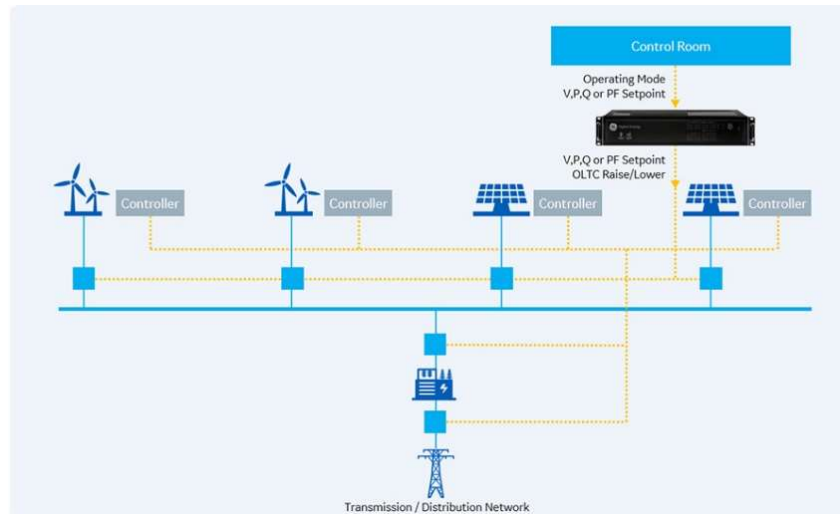 Control Room
Operating Mode
V,P,Q or PF Setpoint
V,P,Q or PF Setpoint
OLTC Raise/Lower
Controller
Controller
Controller
Controller
Transmission / Distribution Network